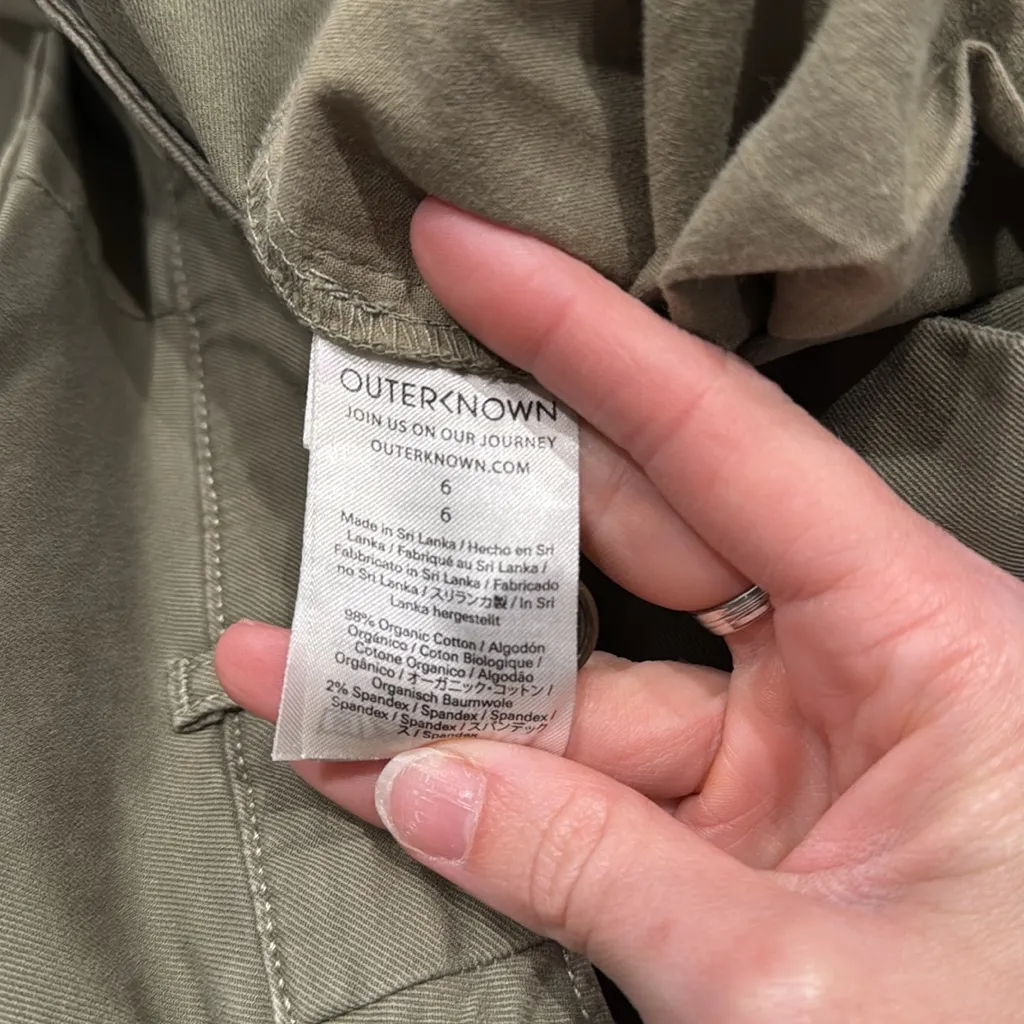 OUTERKNOWN
JOIN US ON OUR JOURNEY
OUTERKNOWN.COM
6
6
Made in Sri Lanka / Hecho en Sri
Lanka / Fabriqué au Sri Lanka /
Fabbricato in Sri Lanka / Fabricado
no Sri Lanka / スリランカ製 / In Sri
Lanka hergestellt
98% Organic Cotton / Algodón
Orgánico / Coton Biologique /
Cotone Organico / Algodão
Orgânico / オーガニック・コットン /
Organisch Baumwole
2% Spandex / Spandex / Spandex /
Spandex / Spandex / スパンデック
ス / Spandex